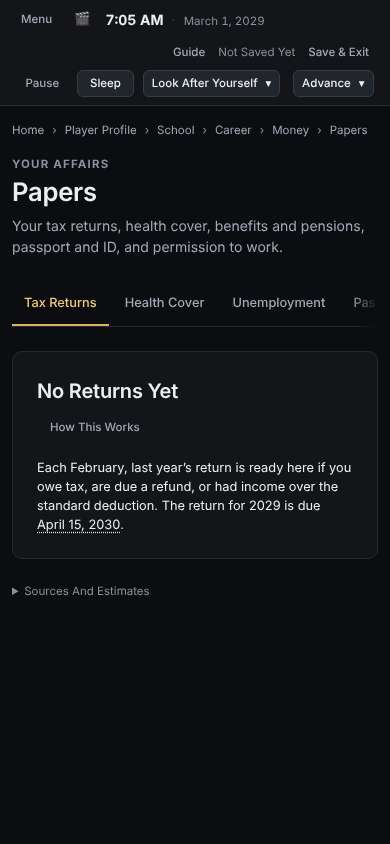 Menu 🎬 7:05 AM · March 1, 2029
Guide Not Saved Yet Save & Exit
Pause Sleep Look After Yourself ▾ Advance ▾
Home › Player Profile › School › Career › Money › Papers
YOUR AFFAIRS
Papers
Your tax returns, health cover, benefits and pensions,
passport and ID, and permission to work.
Tax Returns Health Cover Unemployment Pas
No Returns Yet
How This Works
Each February, last year’s return is ready here if you
owe tax, are due a refund, or had income over the
standard deduction. The return for 2029 is due
April 15, 2030.
▶ Sources And Estimates